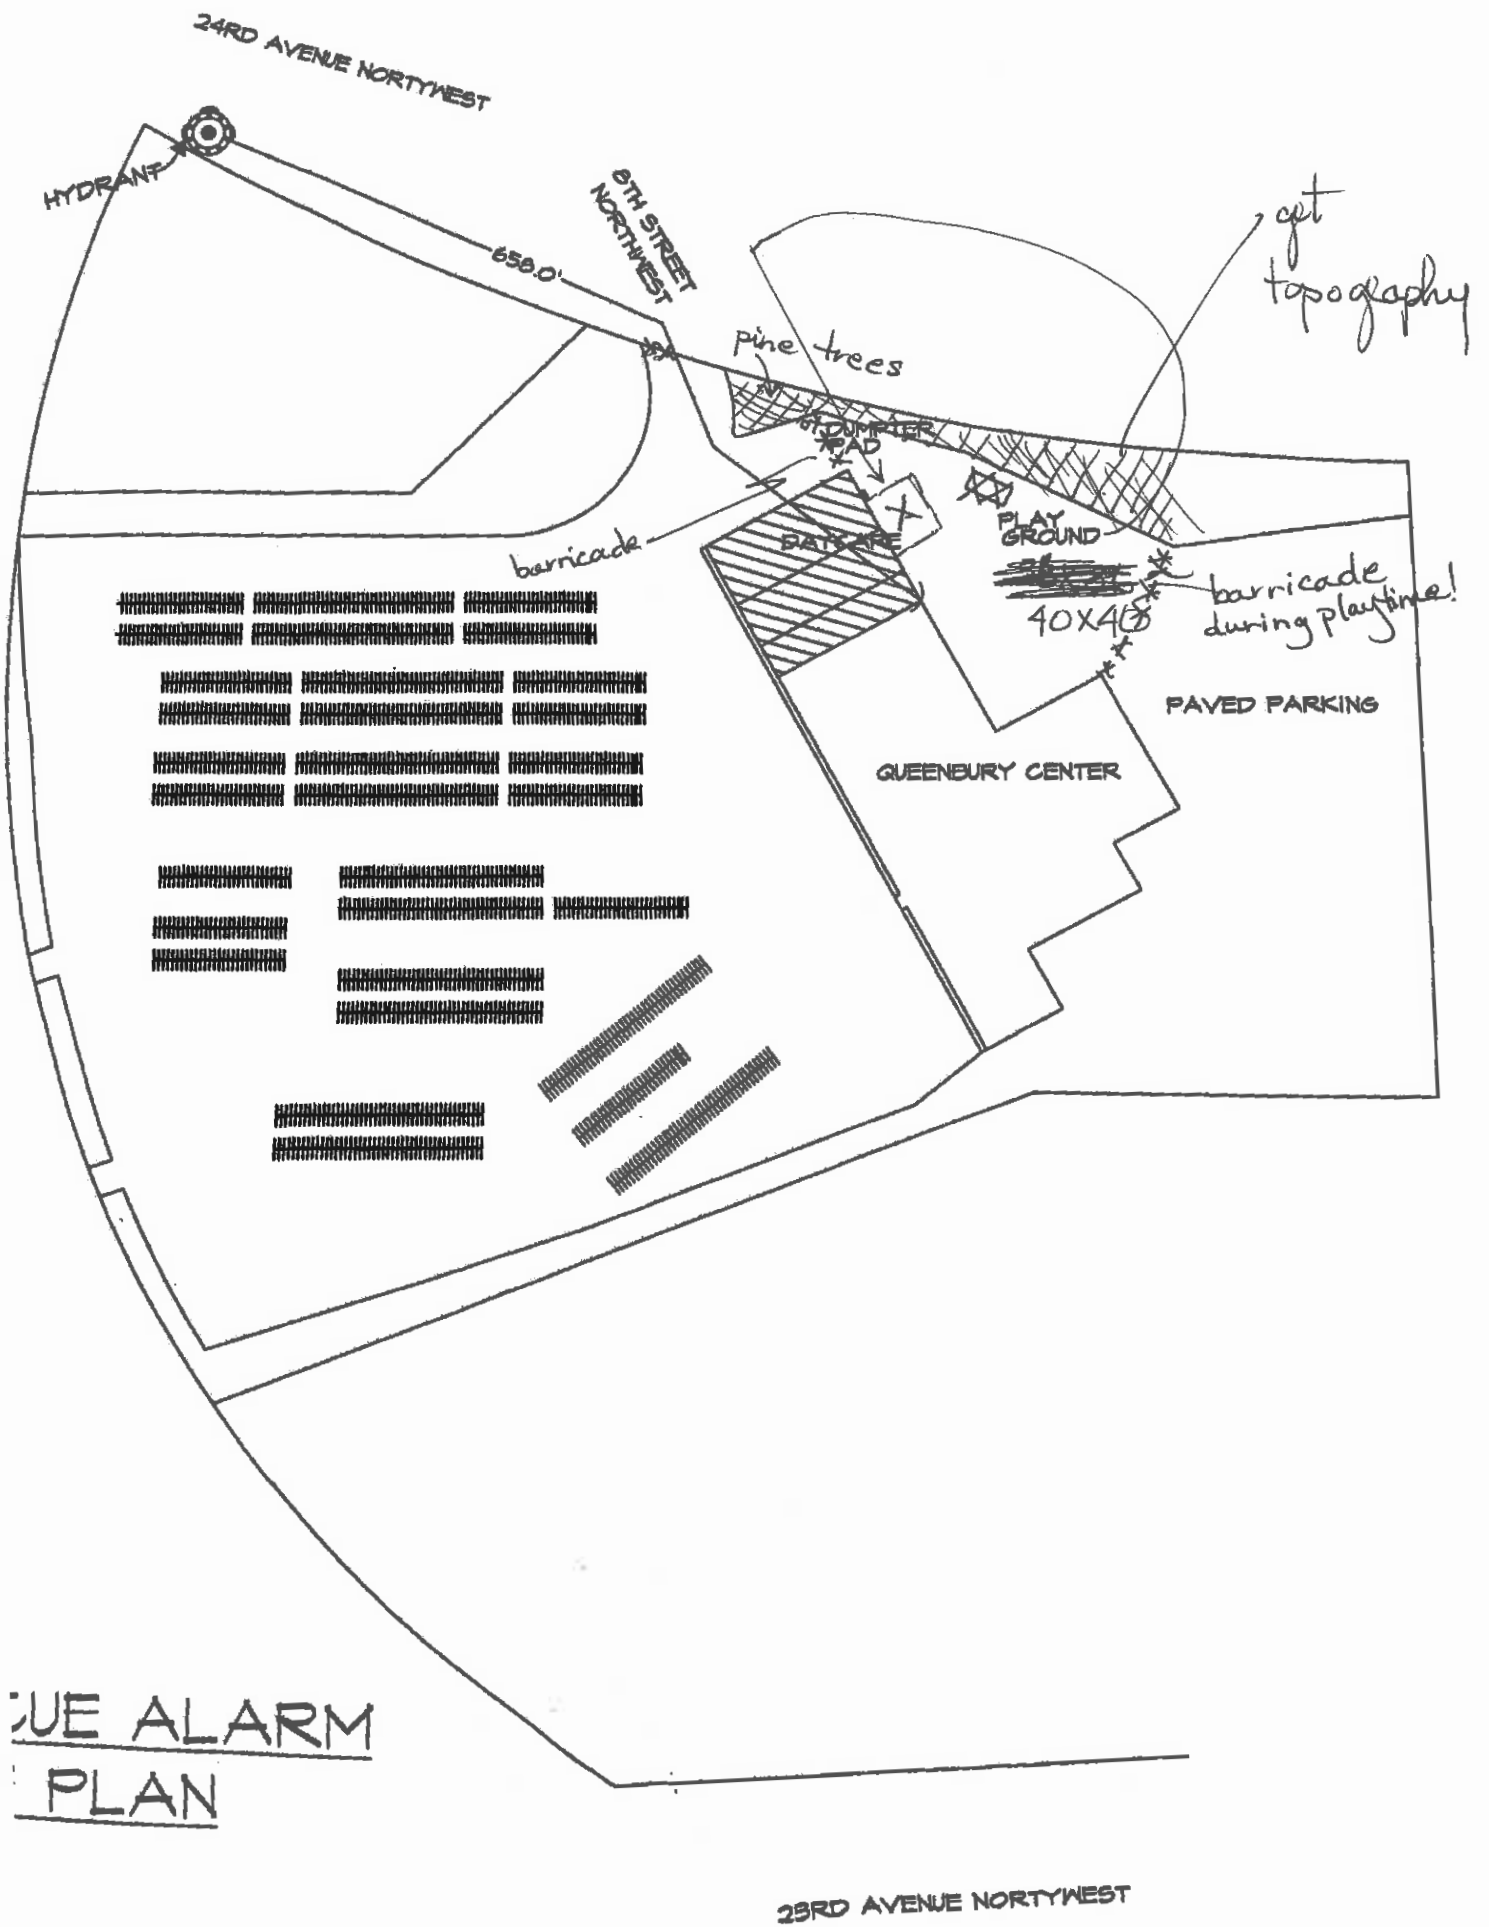 24RD AVENUE NORTYWEST
HYDRANT
658.0'
8TH STREET
NORTHWEST
get
topography
pine trees
DUMPTER
PAD
barricade
DAYCARE
PLAY
GROUND
40X40
barricade
during playtime!
PAVED PARKING
QUEENBURY CENTER
UE ALARM
PLAN
23RD AVENUE NORTYWEST